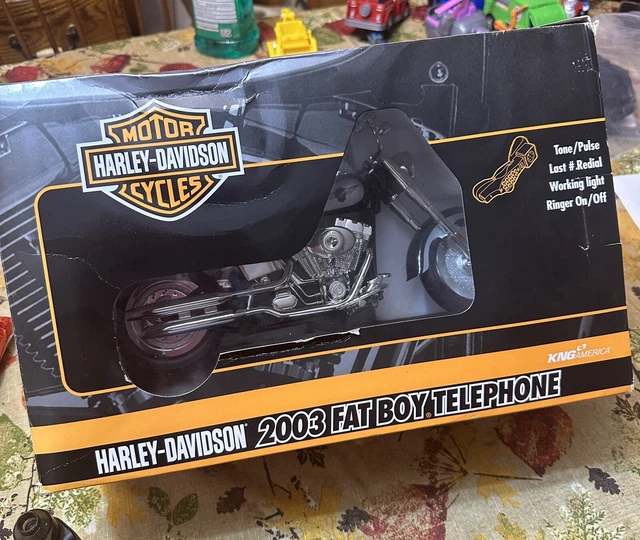 MOTOR
HARLEY-DAVIDSON
CYCLES
Tone/Pulse
Last # Redial
Working light
Ringer On/Off
KNG AMERICA
HARLEY-DAVIDSON 2003 FAT BOY® TELEPHONE